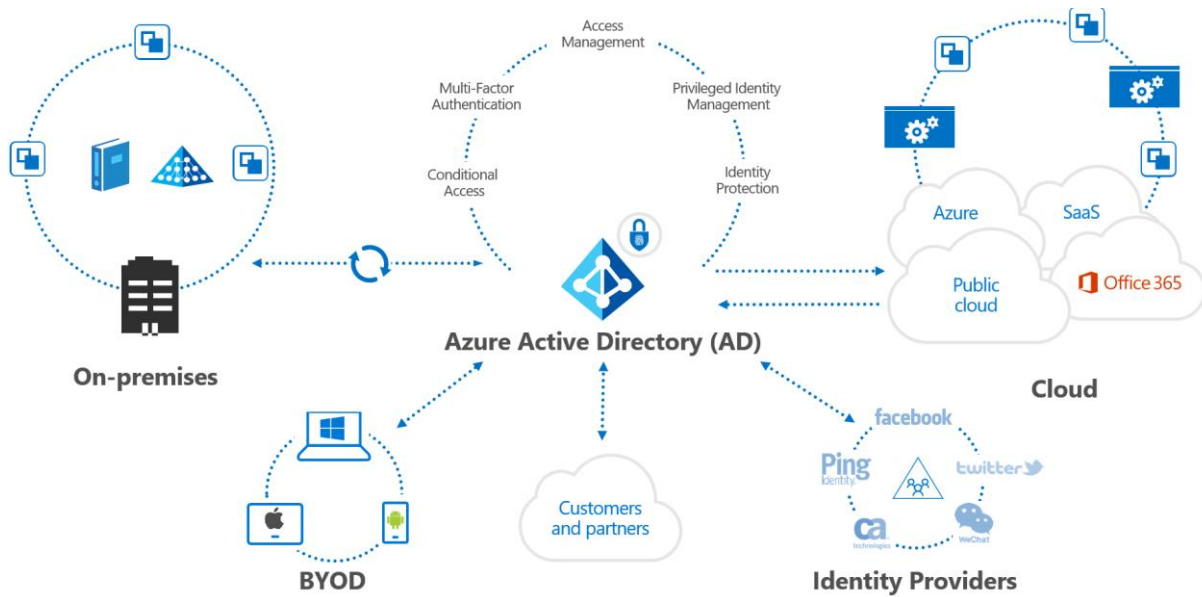 Access
Management
Multi-Factor
Authentication
Privileged Identity
Management
Conditional
Access
Identity
Protection
Azure
SaaS
Public
cloud
Office 365
Azure Active Directory (AD)
On-premises
Cloud
facebook
Ping
Identity
twitter
Customers
and partners
ca
technologies
WeChat
BYOD
Identity Providers